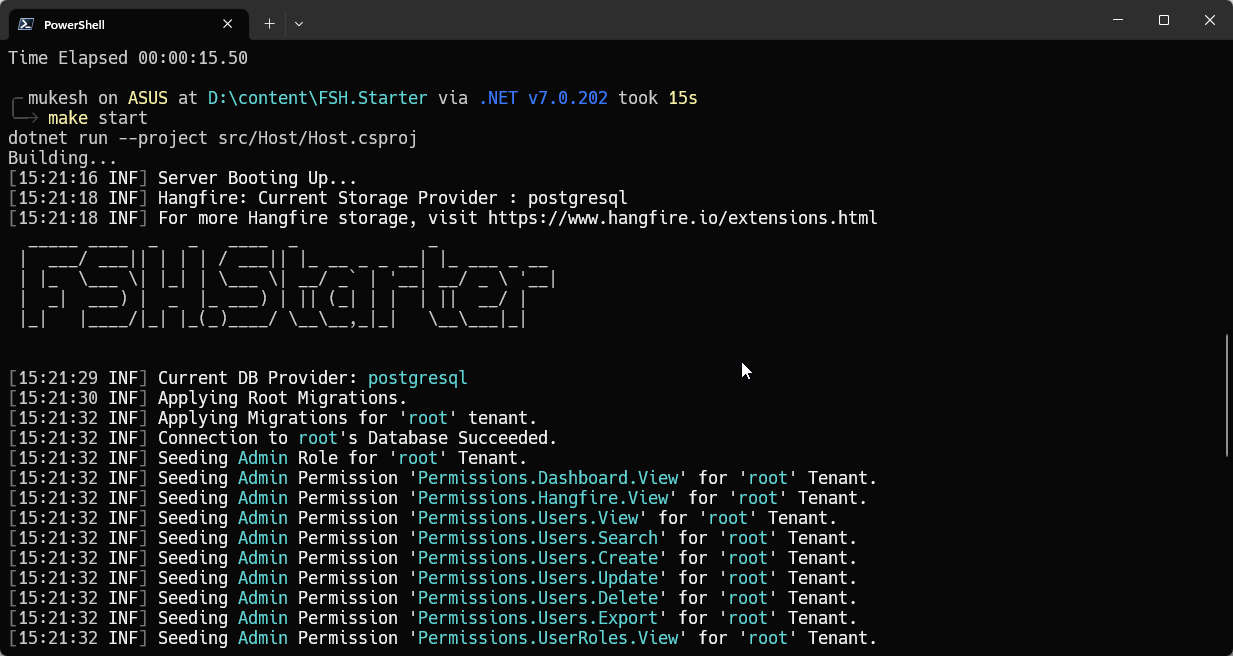 PowerShell
Time Elapsed 00:00:15.50
mukesh on ASUS at D:\content\FSH.Starter via .NET v7.0.202 took 15s
make start
dotnet run --project src/Host/Host.csproj
Building...
[15:21:16 INF] Server Booting Up...
[15:21:18 INF] Hangfire: Current Storage Provider : postgresql
[15:21:18 INF] For more Hangfire storage, visit https://www.hangfire.io/extensions.html
FSH.Starter
[15:21:29 INF] Current DB Provider: postgresql
[15:21:30 INF] Applying Root Migrations.
[15:21:32 INF] Applying Migrations for 'root' tenant.
[15:21:32 INF] Connection to root's Database Succeeded.
[15:21:32 INF] Seeding Admin Role for 'root' Tenant.
[15:21:32 INF] Seeding Admin Permission 'Permissions.Dashboard.View' for 'root' Tenant.
[15:21:32 INF] Seeding Admin Permission 'Permissions.Hangfire.View' for 'root' Tenant.
[15:21:32 INF] Seeding Admin Permission 'Permissions.Users.View' for 'root' Tenant.
[15:21:32 INF] Seeding Admin Permission 'Permissions.Users.Search' for 'root' Tenant.
[15:21:32 INF] Seeding Admin Permission 'Permissions.Users.Create' for 'root' Tenant.
[15:21:32 INF] Seeding Admin Permission 'Permissions.Users.Update' for 'root' Tenant.
[15:21:32 INF] Seeding Admin Permission 'Permissions.Users.Delete' for 'root' Tenant.
[15:21:32 INF] Seeding Admin Permission 'Permissions.Users.Export' for 'root' Tenant.
[15:21:32 INF] Seeding Admin Permission 'Permissions.UserRoles.View' for 'root' Tenant.